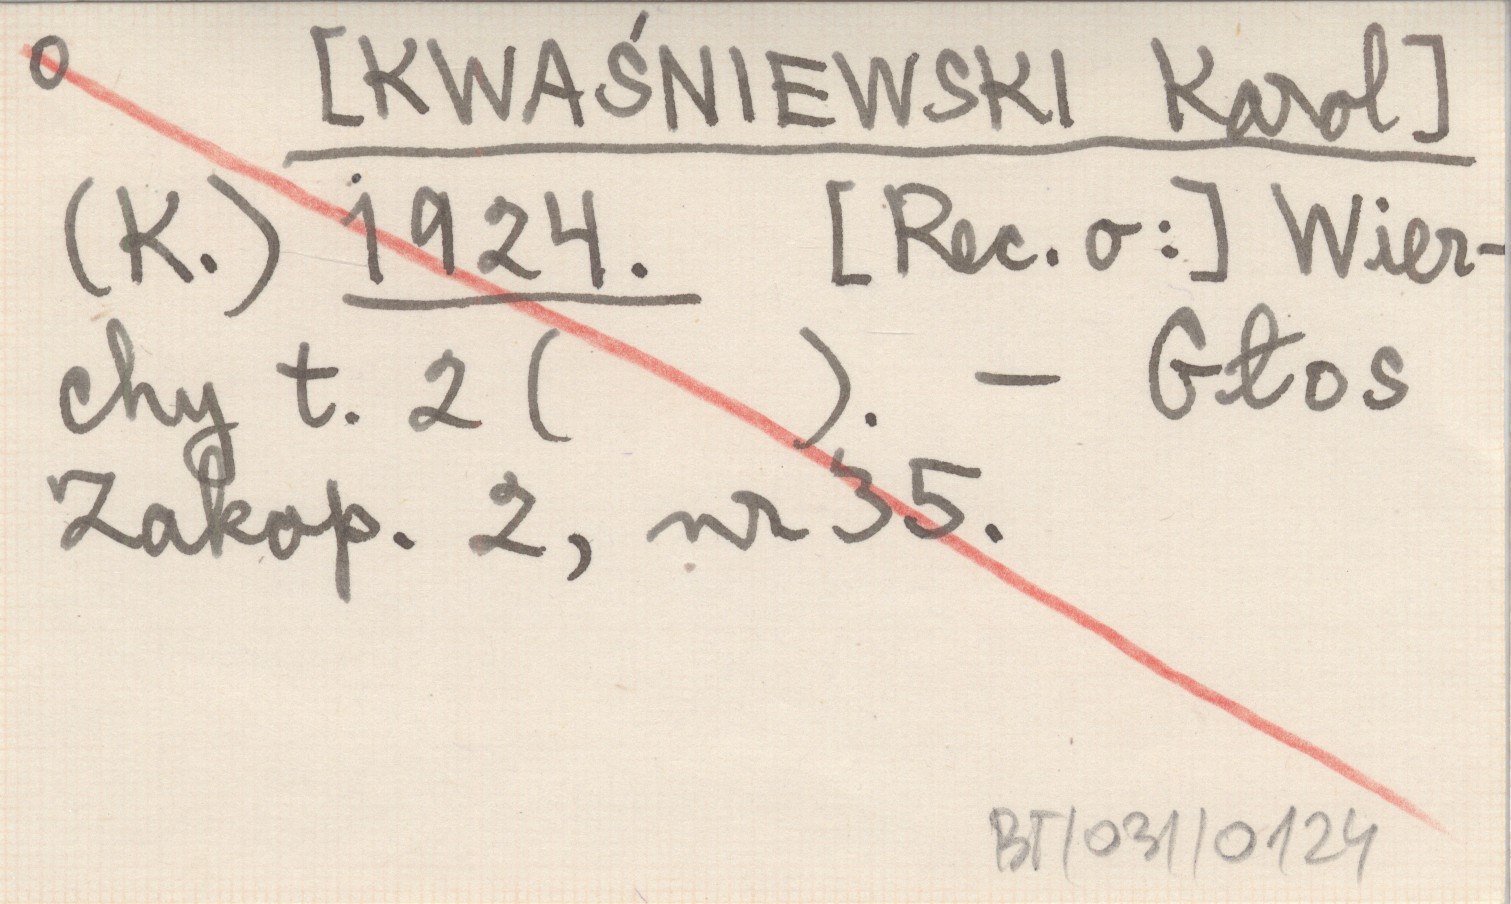 o [KWAŚNIEWSKI Karol]
(K.) 1924. [Rec. o:] Wier-
chy t. 2 ( ). — Głos
Zakop. 2, nr 35.
BT/031/0124